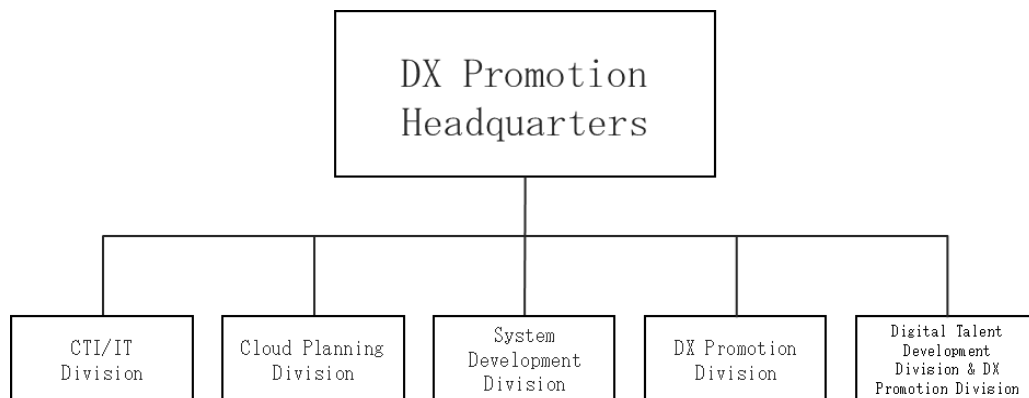 DX Promotion
Headquarters
CTI/IT
Division
Cloud Planning
Division
System
Development
Division
DX Promotion
Division
Digital Talent
Development
Division & DX
Promotion Division